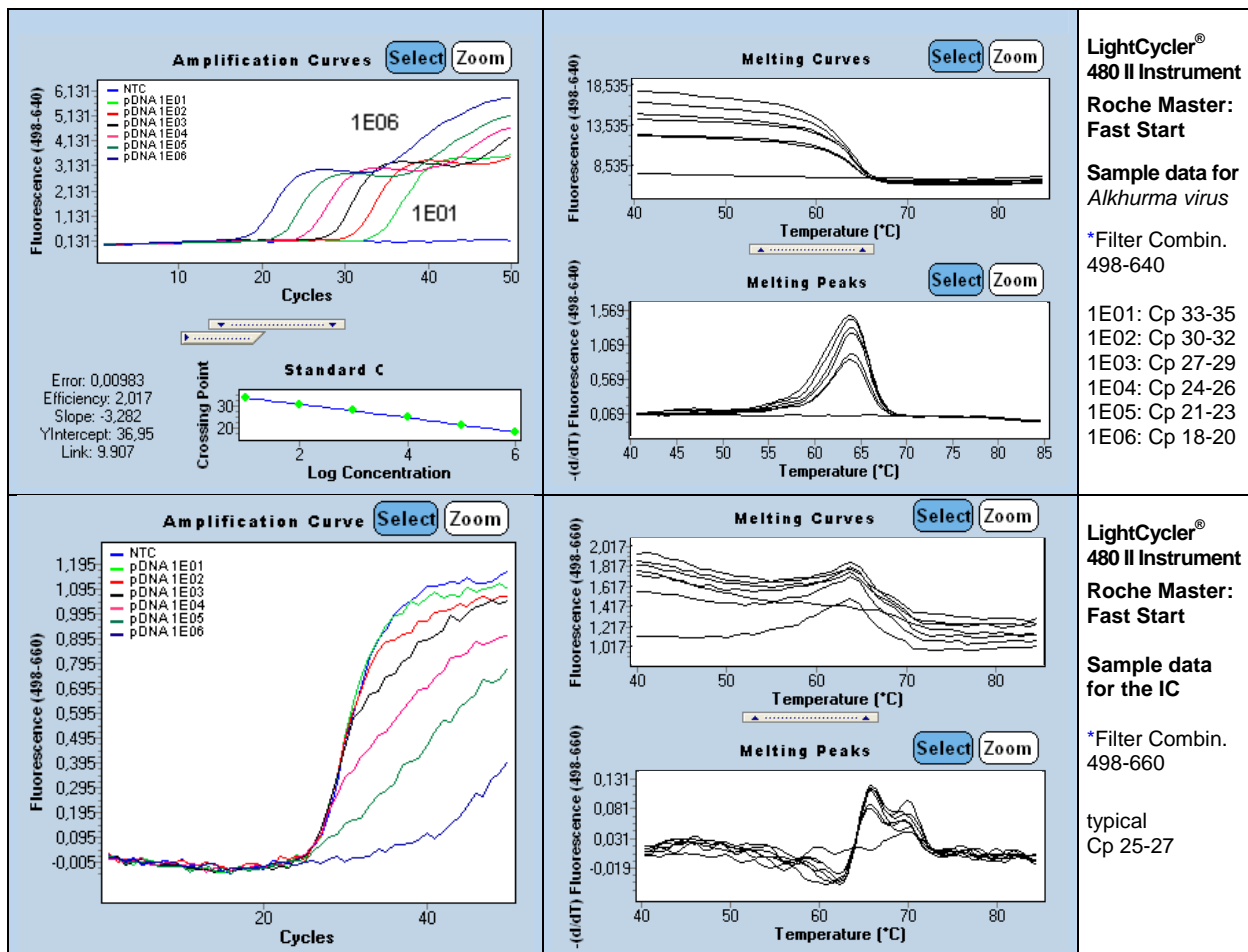 Amplification Curves
Select Zoom
Fluorescence (498-640)
6,131
5,131
4,131
3,131
2,131
1,131
0,131
NTC
pDNA 1E01
pDNA 1E02
pDNA 1E03
pDNA 1E04
pDNA 1E05
pDNA 1E06
1E06
1E01
10 20 30 40 50
Cycles
Error: 0,00983
Efficiency: 2,017
Slope: -3,282
YIntercept: 36,95
Link: 9.907
Standard C
Crossing Point
30
20
2 4 6
Log Concentration
Melting Curves
Select Zoom
Fluorescence (498-640)
18,535
13,535
8,535
40 50 60 70 80
Temperature (°C)
Melting Peaks
Select Zoom
-(d/dT) Fluorescence (498-640)
1,569
1,069
0,569
0,069
40 45 50 55 60 65 70 75 80 85
Temperature (°C)
LightCycler®
480 II Instrument
Roche Master:
Fast Start
Sample data for
Alkhurma virus
*Filter Combin.
498-640
1E01: Cp 33-35
1E02: Cp 30-32
1E03: Cp 27-29
1E04: Cp 24-26
1E05: Cp 21-23
1E06: Cp 18-20
Amplification Curve
Select Zoom
Fluorescence (498-660)
1,195
1,095
0,995
0,895
0,795
0,695
0,595
0,495
0,395
0,295
0,195
0,095
-0,005
NTC
pDNA 1E01
pDNA 1E02
pDNA 1E03
pDNA 1E04
pDNA 1E05
pDNA 1E06
20 40
Cycles
Melting Curves
Select Zoom
Fluorescence (498-660)
2,017
1,817
1,617
1,417
1,217
1,017
40 50 60 70 80
Temperature (°C)
Melting Peaks
Select Zoom
-(d/dT) Fluorescence (498-660)
0,131
0,081
0,031
-0,019
40 50 60 70 80
Temperature (°C)
LightCycler®
480 II Instrument
Roche Master:
Fast Start
Sample data
for the IC
*Filter Combin.
498-660
typical
Cp 25-27